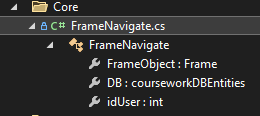 Core
C# FrameNavigate.cs
FrameNavigate
FrameObject : Frame
DB : courseworkDBEntities
idUser : int